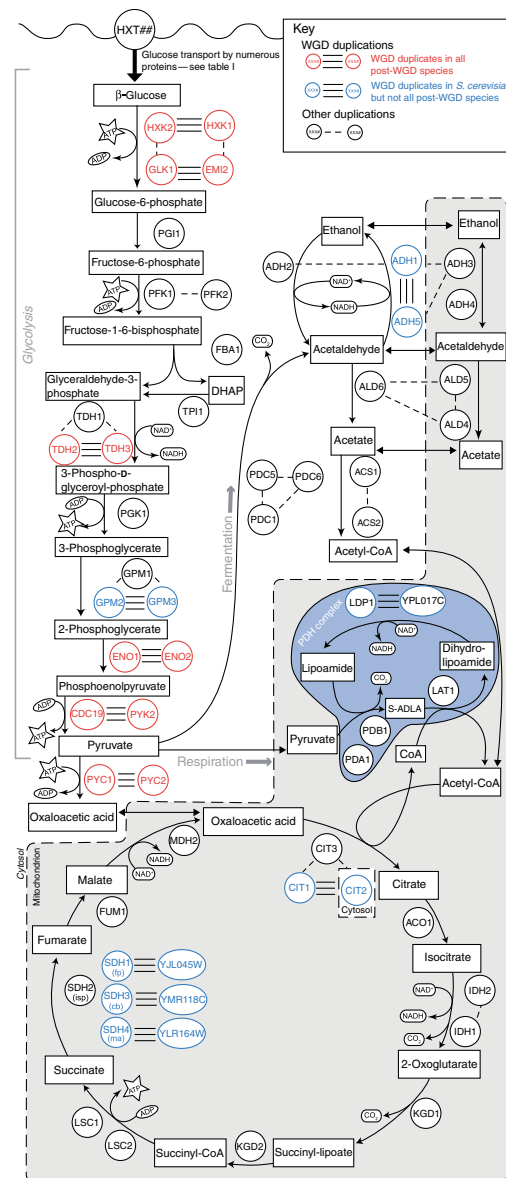 HXT##
Glucose transport by numerous
proteins—see table I
Key
WGD duplications
XXX#
XXX#
WGD duplicates in all
post-WGD species
XXX#
XXX#
WGD duplicates in S. cerevisiae
but not all post-WGD species
Other duplications
XXX#
XXX#
β-Glucose
ATP
ADP
HXK2
HXK1
GLK1
EMI2
Glucose-6-phosphate
PGI1
Fructose-6-phosphate
ATP
ADP
PFK1
PFK2
Fructose-1-6-bisphosphate
FBA1
Glyceraldehyde-3-
phosphate
DHAP
TPI1
TDH1
TDH2
TDH3
NAD⁺
NADH
3-Phospho-D-
glyceroyl-phosphate
ADP
ATP
PGK1
3-Phosphoglycerate
GPM1
GPM2
GPM3
2-Phosphoglycerate
ENO1
ENO2
Phosphoenolpyruvate
ADP
ATP
CDC19
PYK2
Pyruvate
ATP
ADP
PYC1
PYC2
Oxaloacetic acid
Glycolysis
Fermentation
Respiration
CO₂
Ethanol
Ethanol
ADH2
NAD⁺
NADH
ADH1
ADH5
ADH3
ADH4
Acetaldehyde
Acetaldehyde
ALD6
ALD5
ALD4
Acetate
Acetate
PDC5
PDC6
PDC1
ACS1
ACS2
Acetyl-CoA
PDH complex
LDP1
YPL017C
NAD⁺
NADH
Lipoamide
Dihydro-
lipoamide
CO₂
S-ADLA
LAT1
PDB1
PDA1
Pyruvate
CoA
Acetyl-CoA
Cytosol
Mitochondrion
Oxaloacetic acid
MDH2
NADH
NAD⁺
Malate
CIT3
CIT1
CIT2
Cytosol
Citrate
FUM1
ACO1
Fumarate
Isocitrate
SDH1
(fp)
YJL045W
SDH2
(isp)
SDH3
(cb)
YMR118C
SDH4
(ma)
YLR164W
NAD⁺
NADH
CO₂
IDH2
IDH1
Succinate
2-Oxoglutarate
ATP
ADP
LSC1
LSC2
CO₂
KGD1
Succinyl-CoA
KGD2
Succinyl-lipoate